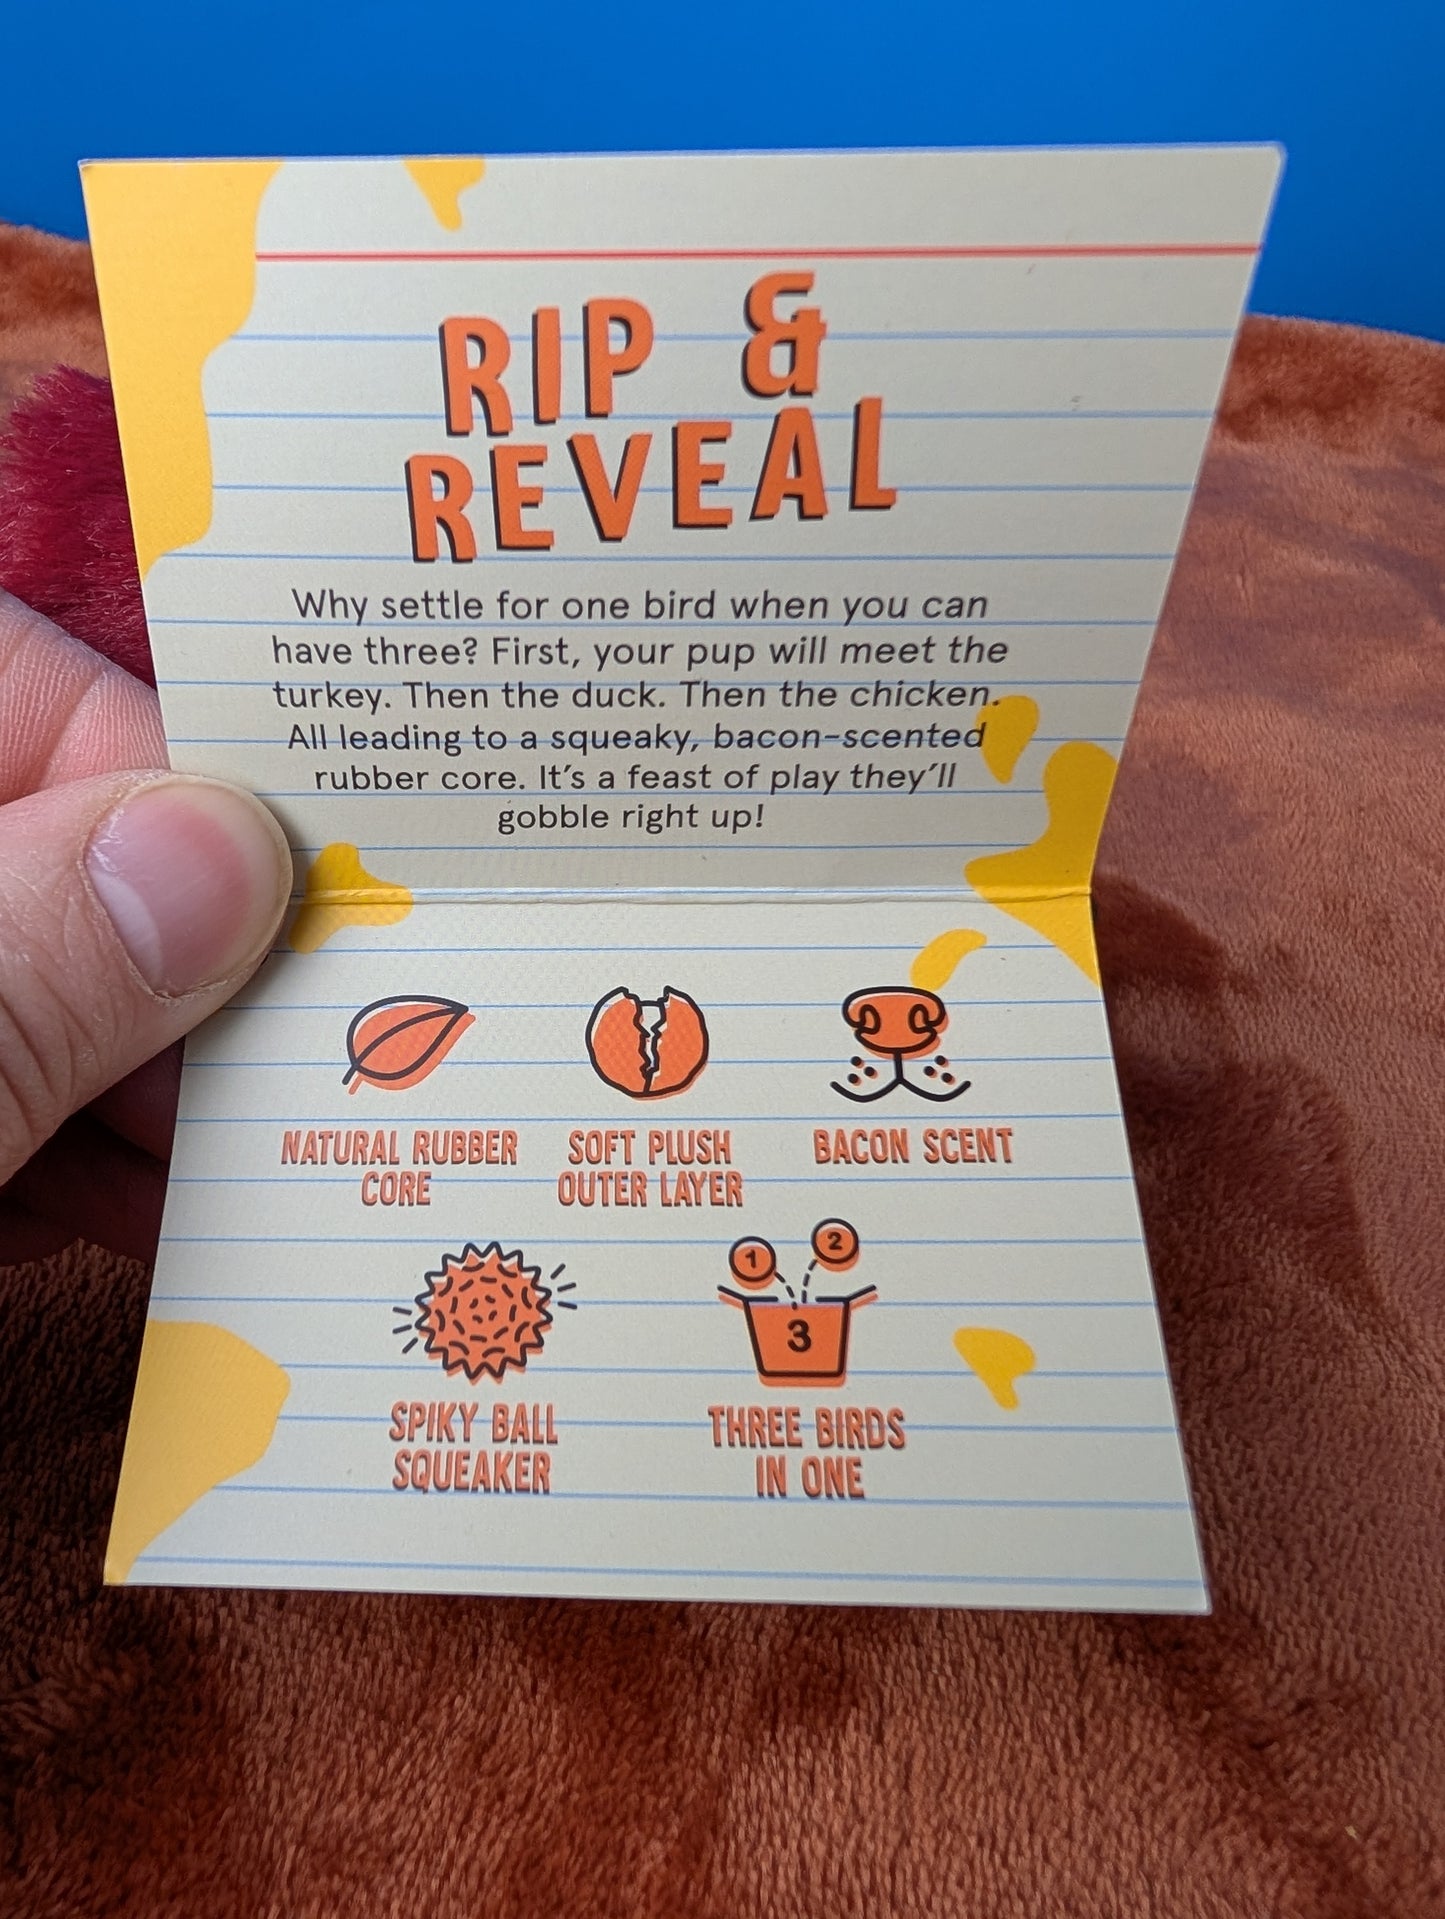 RIP &
REVEAL
Why settle for one bird when you can
have three? First, your pup will meet the
turkey. Then the duck. Then the chicken.
All leading to a squeaky, bacon-scented
rubber core. It's a feast of play they'll
gobble right up!
NATURAL RUBBER
CORE
SOFT PLUSH
OUTER LAYER
BACON SCENT
SPIKY BALL
SQUEAKER
1
2
3
THREE BIRDS
IN ONE